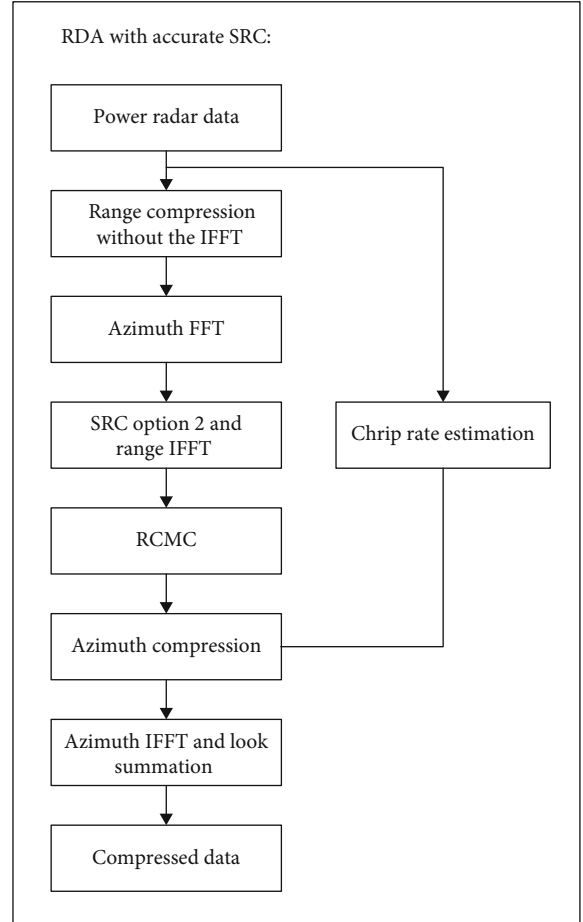 RDA with accurate SRC:
Power radar data
Range compression
without the IFFT
Azimuth FFT
SRC option 2 and
range IFFT
Chrip rate estimation
RCMC
Azimuth compression
Azimuth IFFT and look
summation
Compressed data